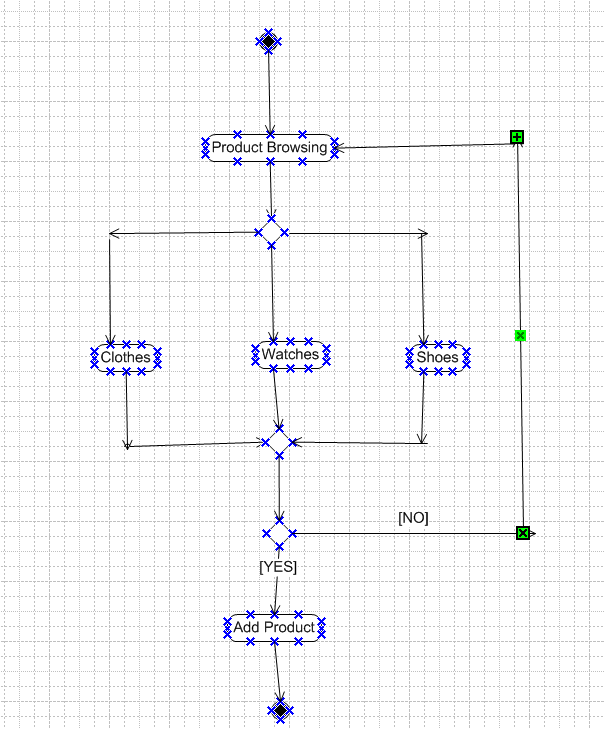 Product Browsing
Clothes
Watches
Shoes
[NO]
[YES]
Add Product